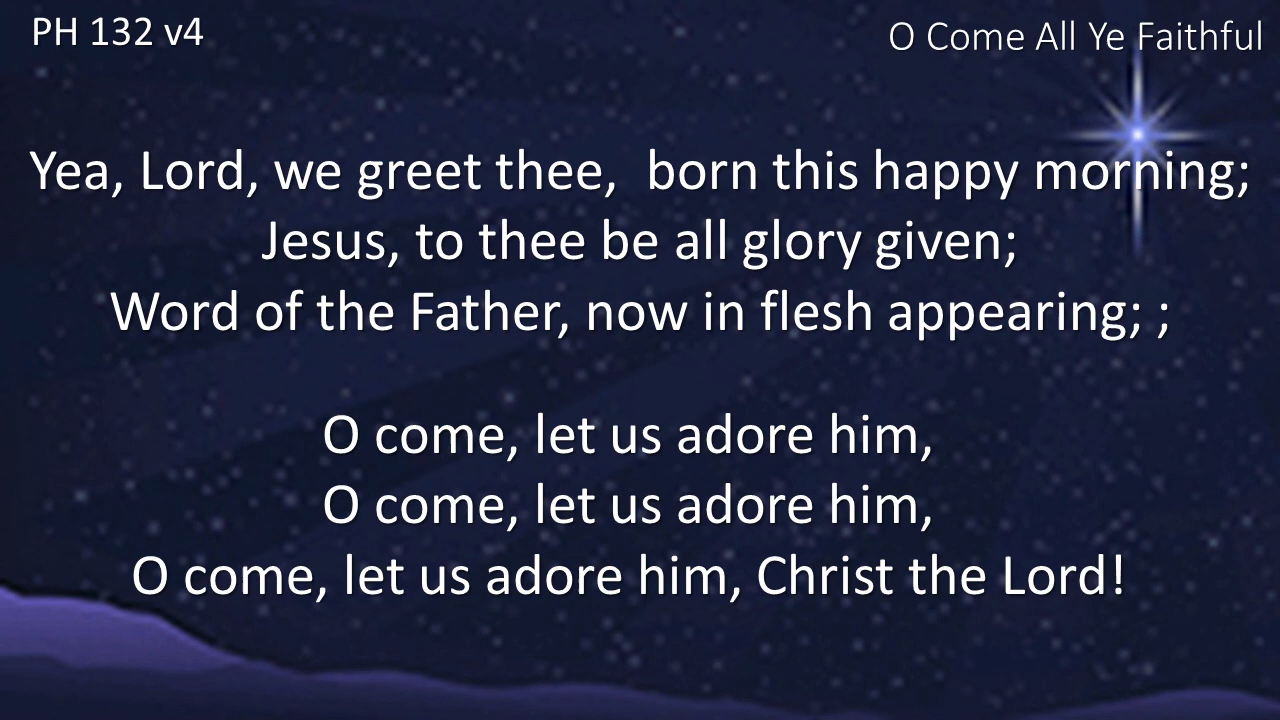 PH 132 v4
O Come All Ye Faithful
Yea, Lord, we greet thee,  born this happy morning;
Jesus, to thee be all glory given;
Word of the Father, now in flesh appearing; ;
O come, let us adore him,
O come, let us adore him,
O come, let us adore him, Christ the Lord!